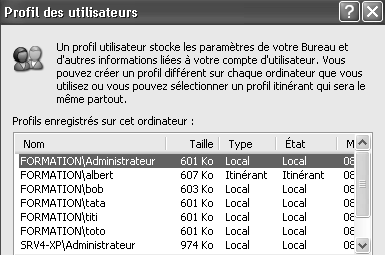 Profil des utilisateurs
Un profil utilisateur stocke les paramètres de votre Bureau et
d'autres informations liées à votre compte d'utilisateur. Vous
pouvez créer un profil différent sur chaque ordinateur que vous
utilisez ou vous pouvez sélectionner un profil itinérant qui sera le
même partout.
Profils enregistrés sur cet ordinateur :
Nom Taille Type État M
FORMATION\Administrateur 601 Ko Local Local 08
FORMATION\albert 607 Ko Itinérant Itinérant 08
FORMATION\bob 603 Ko Local Local 08
FORMATION\tata 601 Ko Local Local 08
FORMATION\titi 601 Ko Local Local 08
FORMATION\toto 601 Ko Local Local 08
SRV4-XP\Administrateur 974 Ko Local Local 08